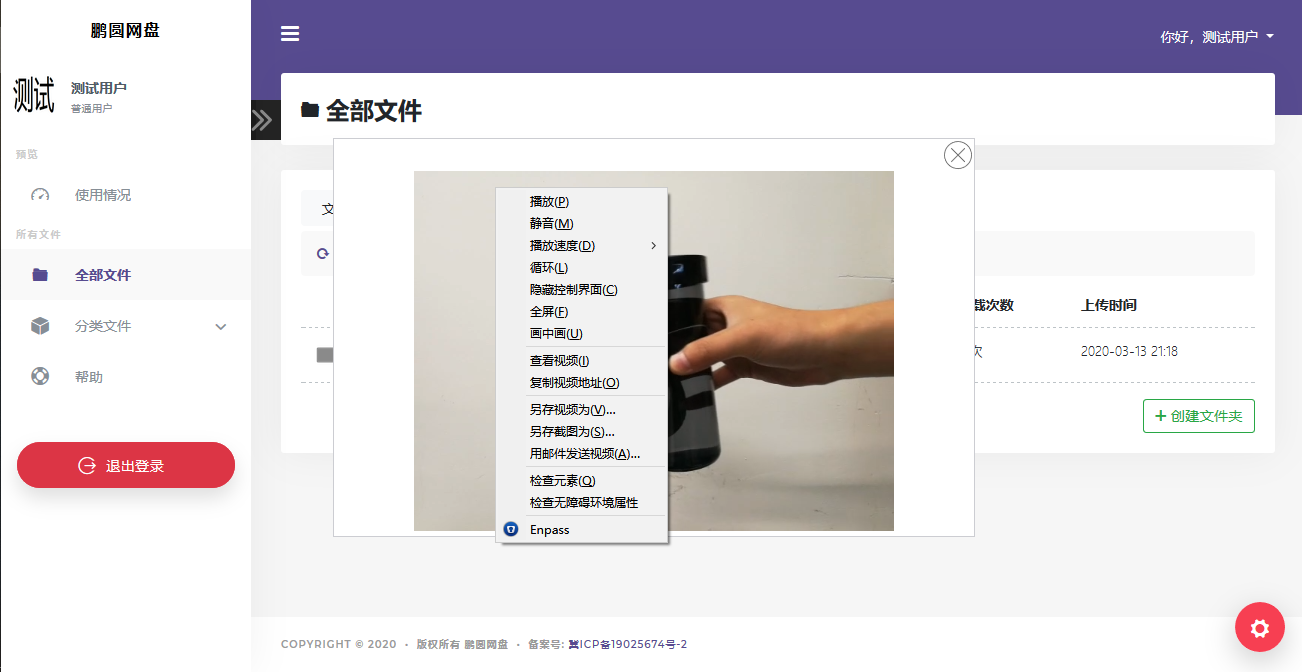 鹏圆网盘
你好，测试用户
测试
测试用户
普通用户
预览
使用情况
所有文件
全部文件
分类文件
帮助
退出登录
全部文件
文
播放(P)
静音(M)
播放速度(D)
循环(L)
隐藏控制界面(C)
全屏(F)
画中画(U)
查看视频(I)
复制视频地址(O)
另存视频为(V)...
另存截图为(S)...
用邮件发送视频(A)...
检查元素(Q)
检查无障碍环境属性
Enpass
载次数
上传时间
次
2020-03-13 21:18
创建文件夹
COPYRIGHT © 2020 · 版权所有 鹏圆网盘 · 备案号: 冀ICP备19025674号-2